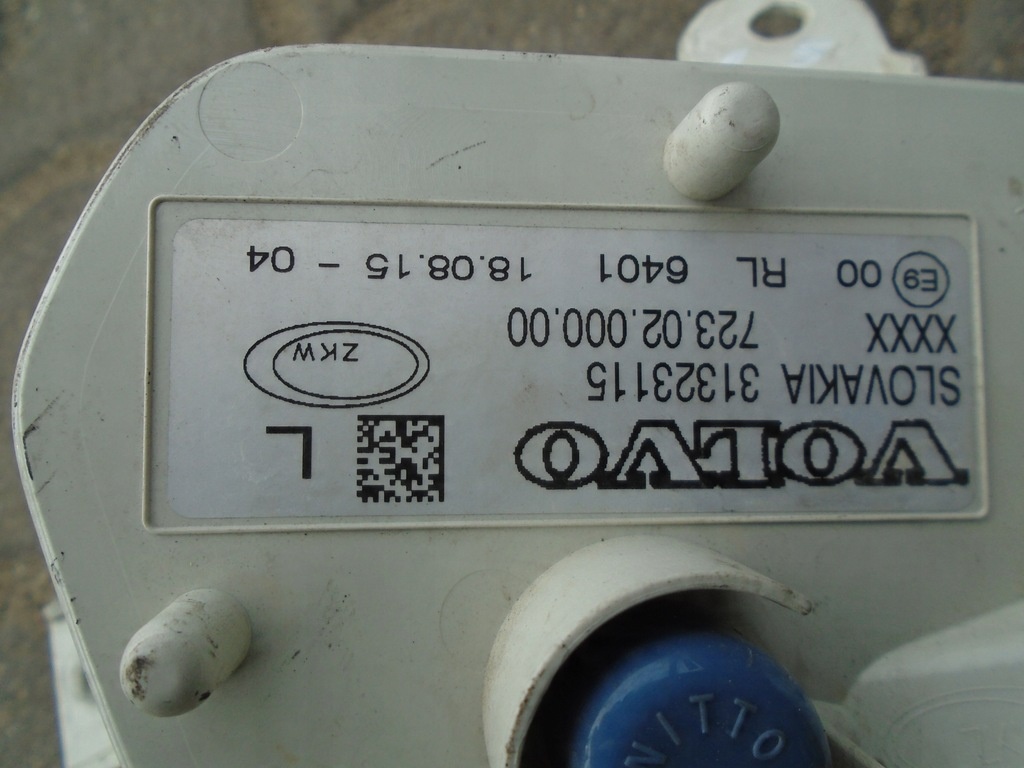 VOLVO
L
SLOVAKIA 31323115
XXXX 723.02.000.00
ZKW
E9 00 RL 6401 18.08.15 - 04
NITTO